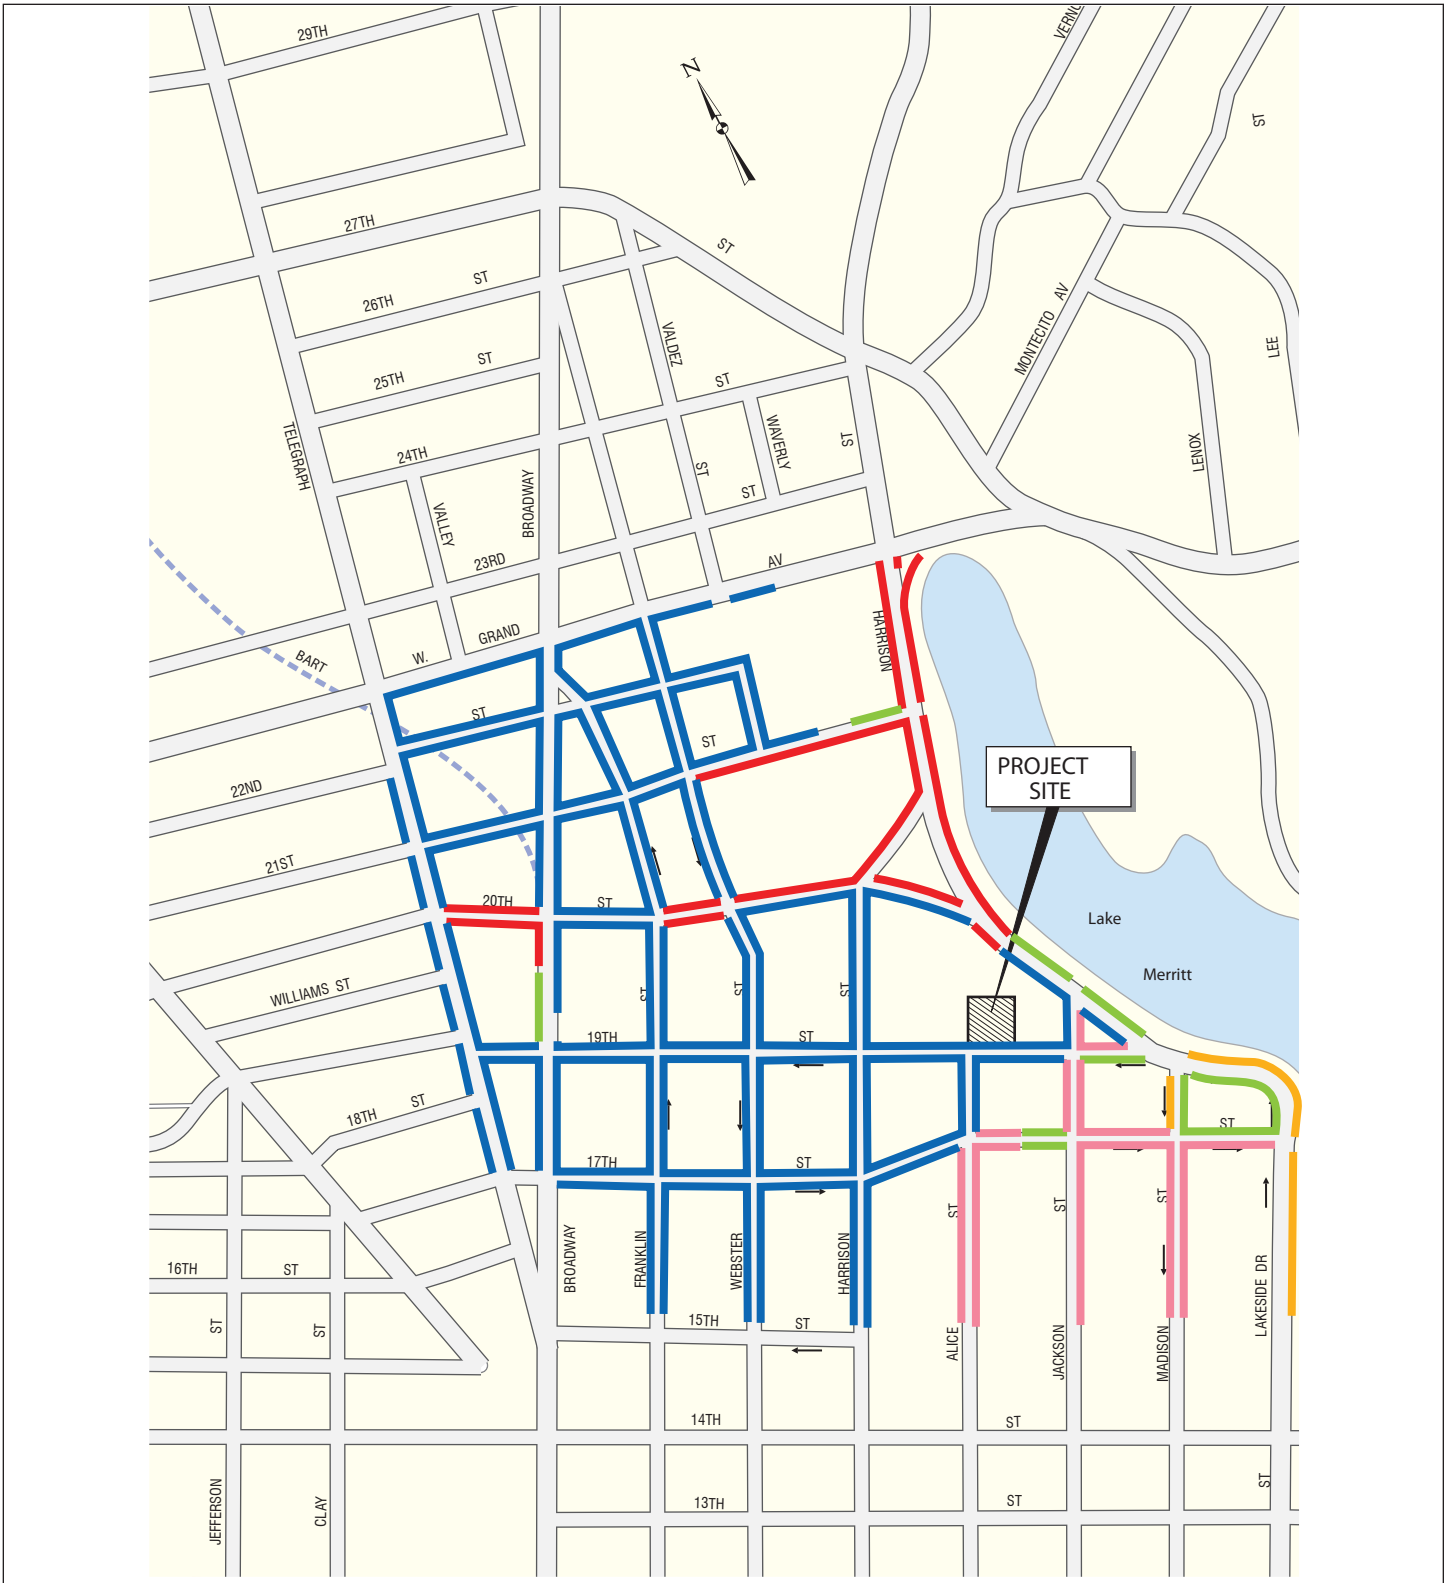 29TH
N
VERNO
ST
27TH
ST
26TH
ST
MONTECITO AV
LEE
VALDEZ
25TH
ST
ST
TELEGRAPH
24TH
WAVERLY
ST
LENOX
ST
ST
VALLEY
BROADWAY
23RD
AV
W. GRAND
HARRISON
BART
ST
ST
22ND
PROJECT
SITE
21ST
20TH
ST
Lake
Merritt
WILLIAMS ST
ST
ST
ST
19TH
ST
18TH
ST
ST
17TH
ST
ST
ST
ST
BROADWAY
FRANKLIN
WEBSTER
HARRISON
16TH
ST
LAKESIDE DR
ST
ST
15TH
ST
ALICE
JACKSON
MADISON
14TH
ST
ST
13TH
ST
JEFFERSON
CLAY